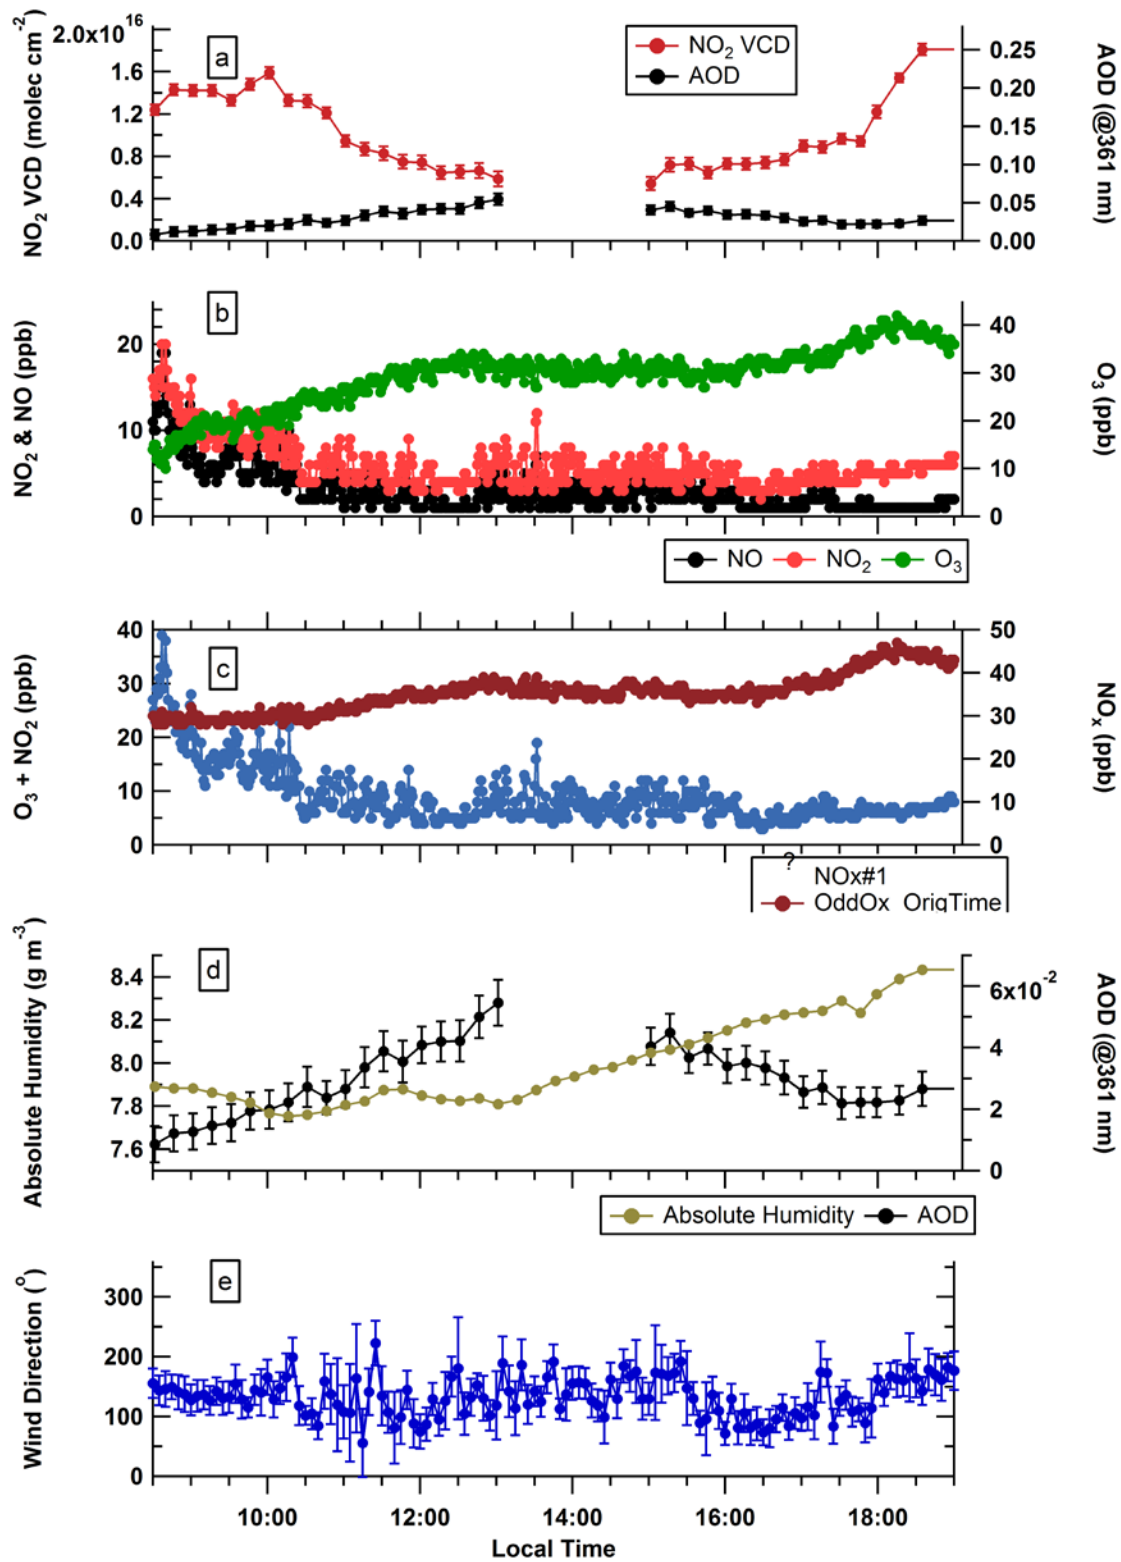 NO2 VCD (molec cm-2)
2.0x10^16
1.6
1.2
0.8
0.4
0.0
a
NO2 VCD
AOD
0.25
0.20
0.15
0.10
0.05
0.00
AOD (@361 nm)
NO2 & NO (ppb)
20
10
0
b
40
30
20
10
0
O3 (ppb)
NO NO2 O3
O3 + NO2 (ppb)
40
30
20
10
0
c
50
40
30
20
10
0
NOx (ppb)
?
NOx#1
OddOx_OrigTime
Absolute Humidity (g m-3)
8.4
8.2
8.0
7.8
7.6
d
6x10^-2
4
2
0
AOD (@361 nm)
Absolute Humidity AOD
Wind Direction (°)
300
200
100
0
e
10:00 12:00 14:00 16:00 18:00
Local Time